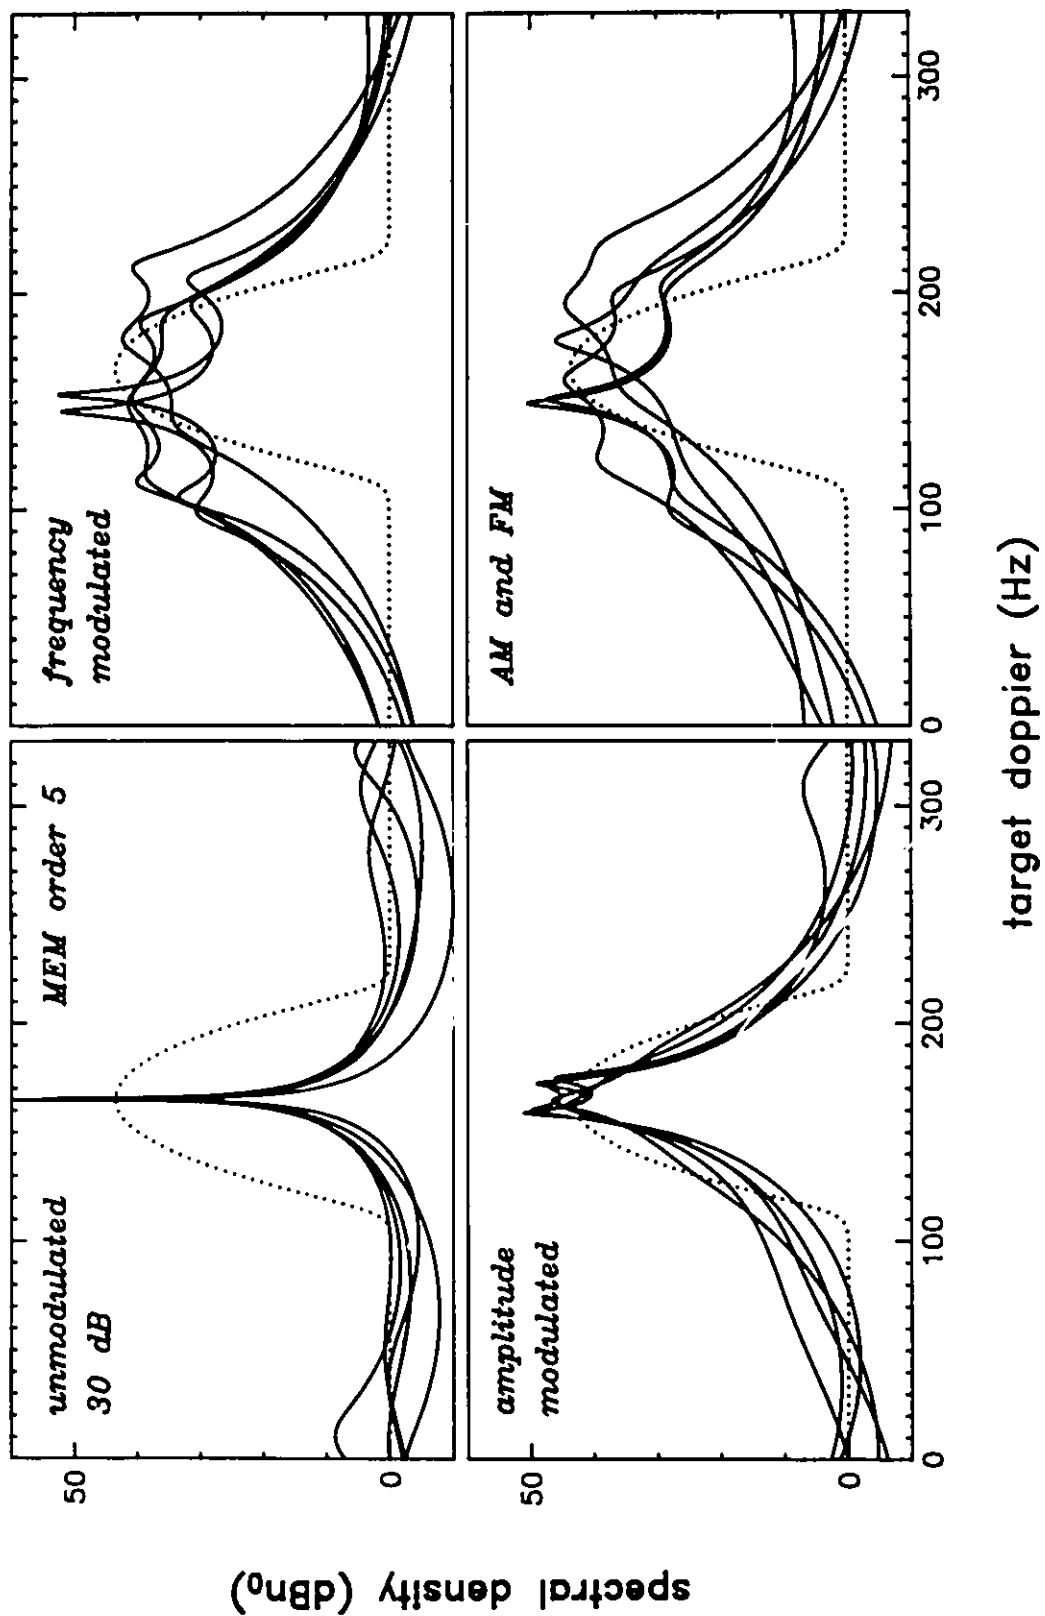 unmodulated
30 dB
MEM order 5
frequency
modulated
amplitude
modulated
AM and FM
50
0
50
0
0
100
200
300
0
100
200
300
spectral density (dBn₀)
target doppier (Hz)